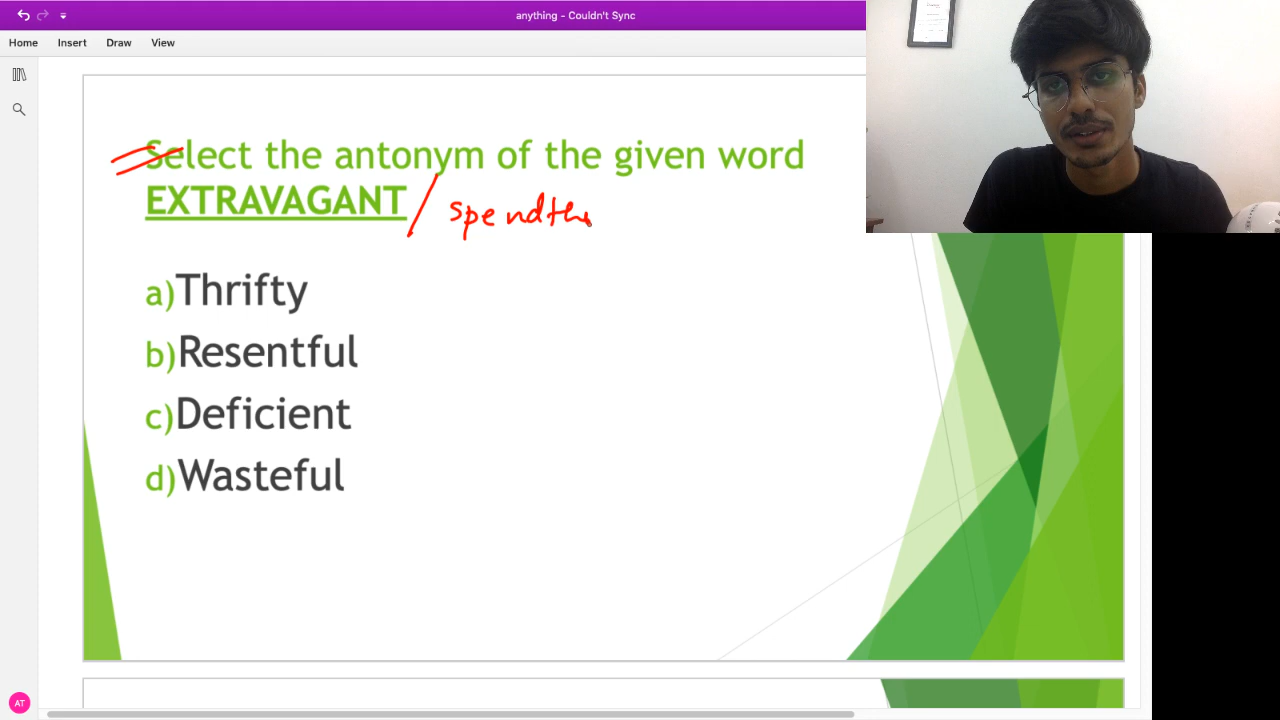 anything - Couldn't Sync
Home Insert Draw View
Select the antonym of the given word
EXTRAVAGANT / spendth
a)Thrifty
b)Resentful
c)Deficient
d)Wasteful
AT